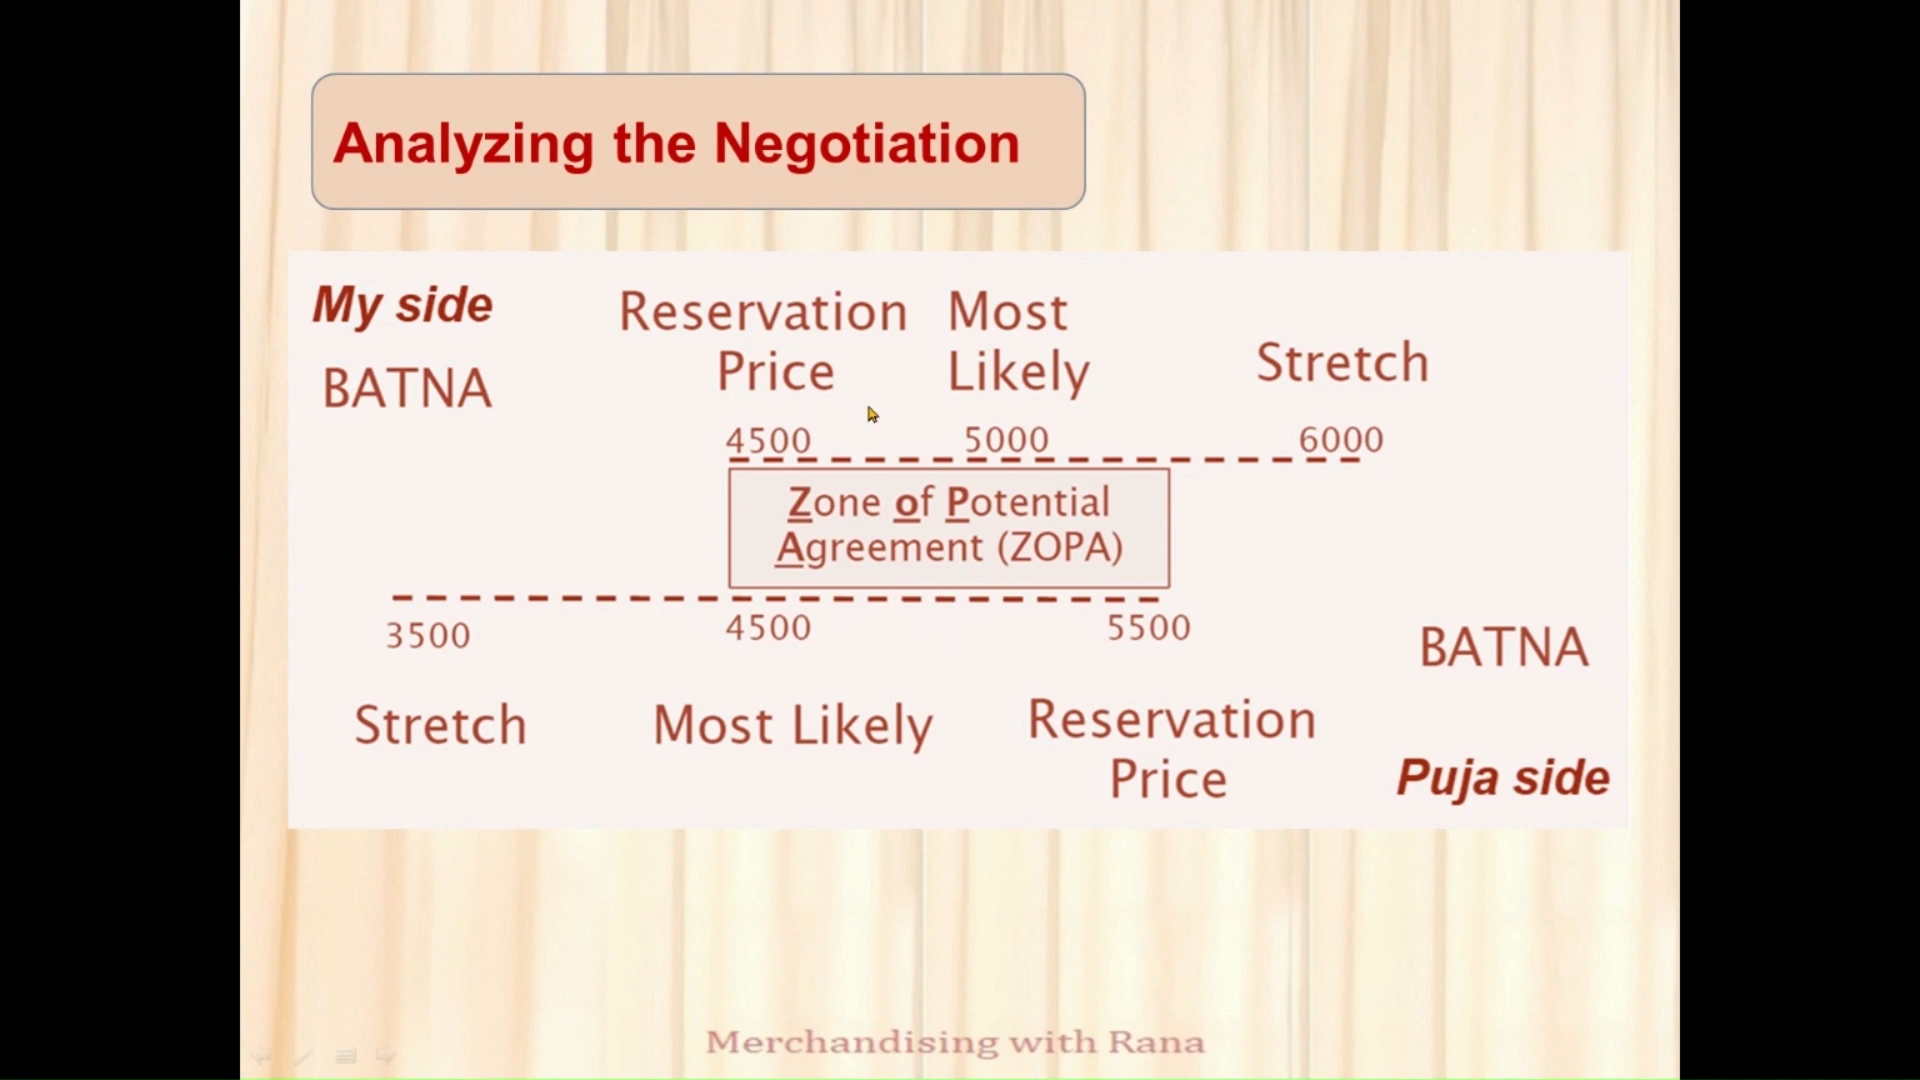 Analyzing the Negotiation
My side
BATNA
Reservation
Price
Most
Likely
Stretch
4500 5000 6000
Zone of Potential
Agreement (ZOPA)
3500 4500 5500
BATNA
Stretch Most Likely Reservation
Price
Puja side
Merchandising with Rana